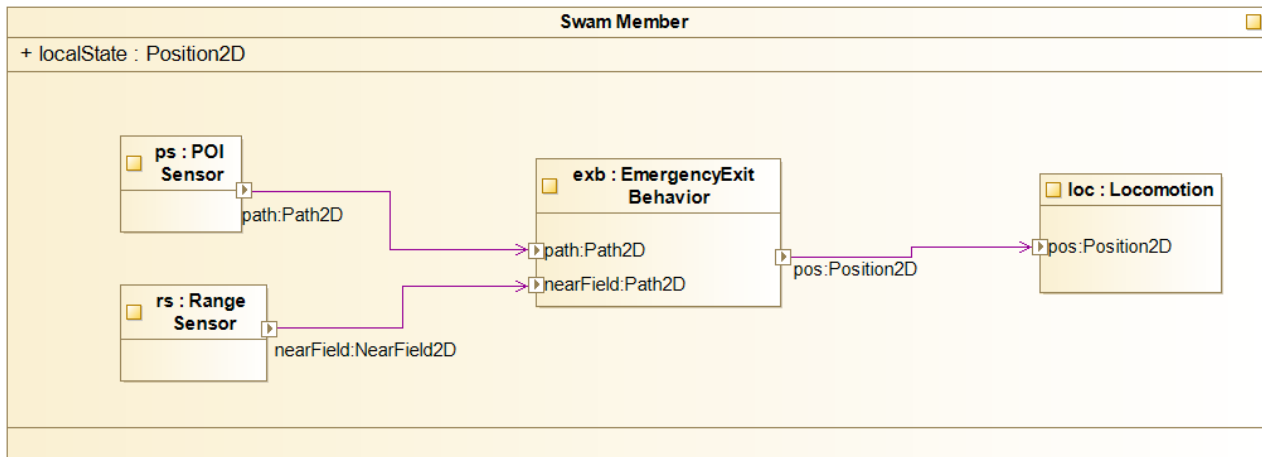 Swam Member
+ localState : Position2D
ps : POI
Sensor
path:Path2D
rs : Range
Sensor
nearField:NearField2D
exb : EmergencyExit
Behavior
path:Path2D
nearField:Path2D
pos:Position2D
loc : Locomotion
pos:Position2D